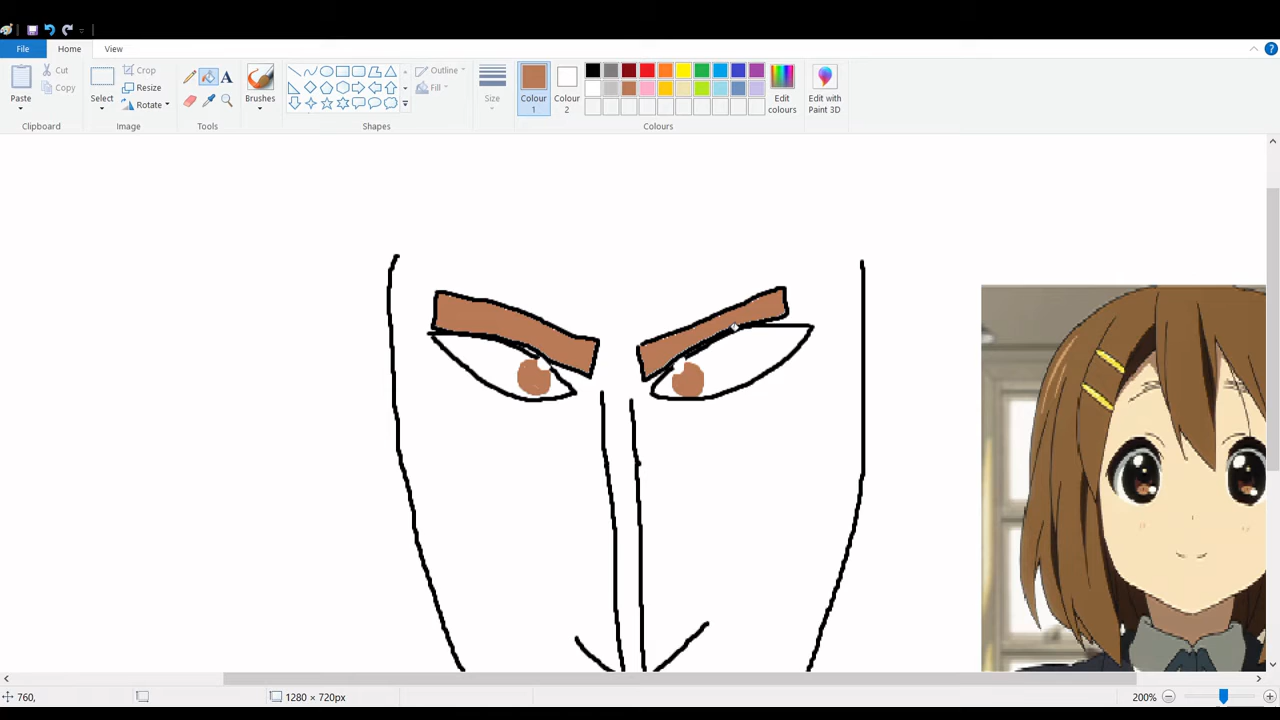 File Home View
Paste
Cut
Copy
Clipboard
Select
Crop
Resize
Rotate
Image
A
Tools
Brushes
Outline
Fill
Shapes
Size
Colour
1
Colour
2
Edit
colours
Colours
Edit with
Paint 3D
760,
1280 × 720px
200%